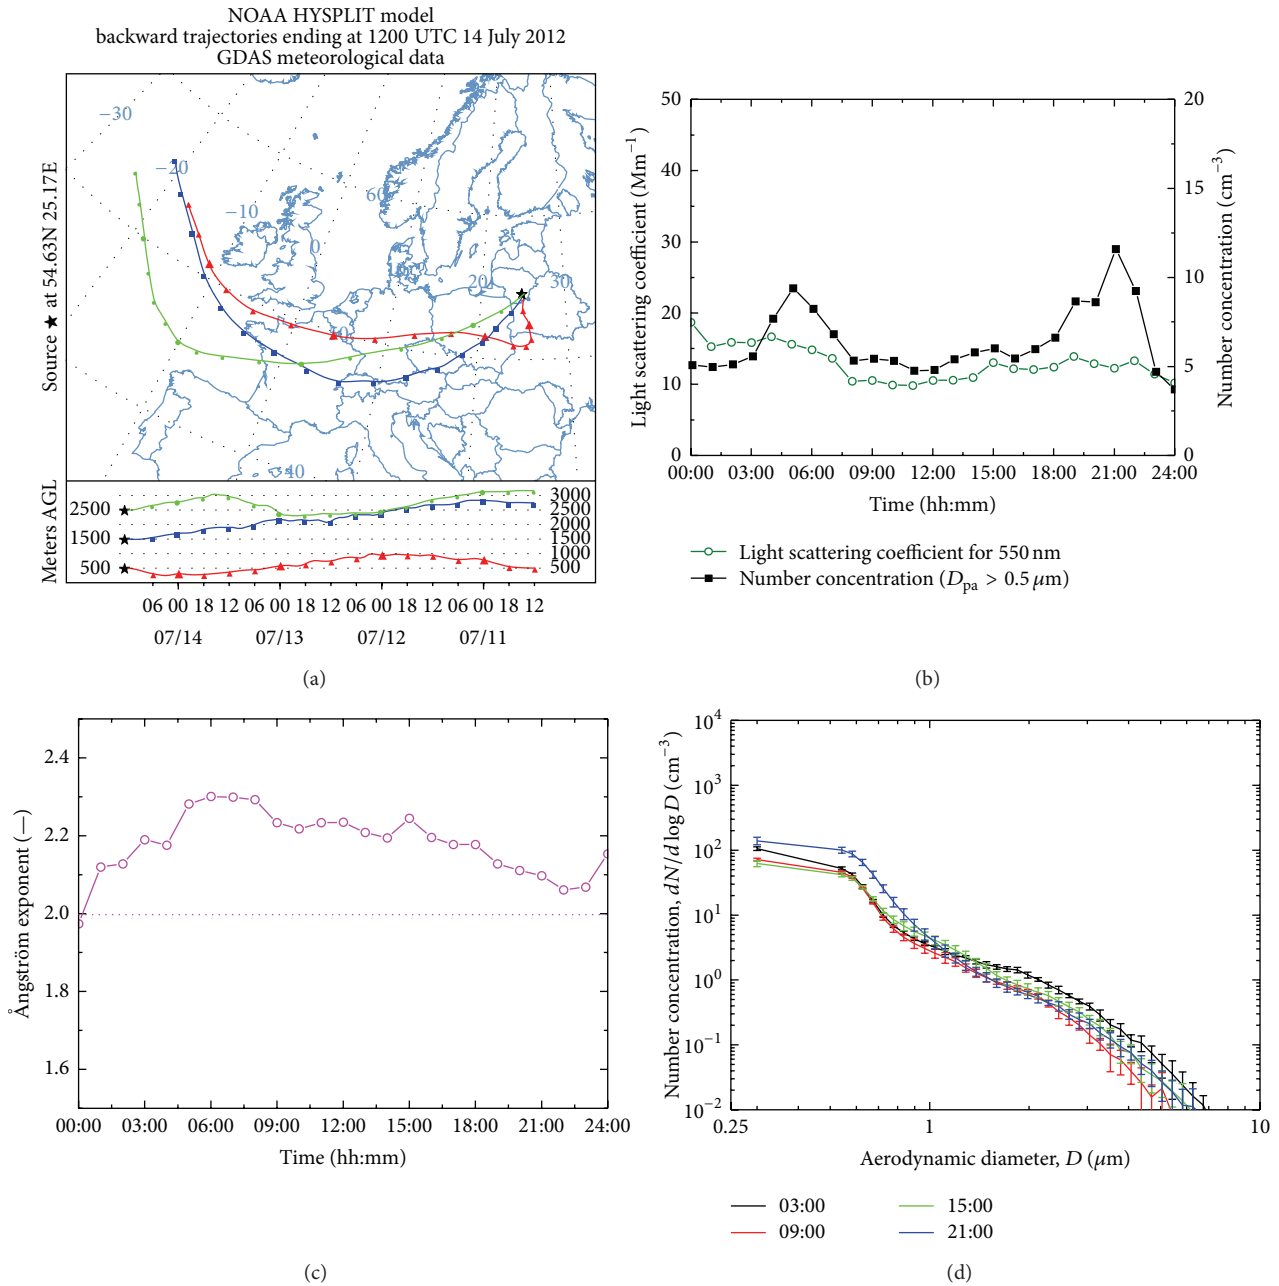 NOAA HYSPLIT model
backward trajectories ending at 1200 UTC 14 July 2012
GDAS meteorological data
Source ★ at 54.63N 25.17E
−30
−20
−10
0
60
20
30
40
Meters AGL
2500
1500
500
3000
2500
2000
1500
1000
500
06 00 18 12 06 00 18 12 06 00 18 12 06 00 18 12
07/14 07/13 07/12 07/11
(a)
Light scattering coefficient (Mm⁻¹)
50
40
30
20
10
0
Number concentration (cm⁻³)
20
15
10
5
0
00:00 03:00 06:00 09:00 12:00 15:00 18:00 21:00 24:00
Time (hh:mm)
Light scattering coefficient for 550 nm
Number concentration (D_pa > 0.5 μm)
(b)
Ångström exponent (—)
2.4
2.2
2.0
1.8
1.6
00:00 03:00 06:00 09:00 12:00 15:00 18:00 21:00 24:00
Time (hh:mm)
(c)
Number concentration, dN/d log D (cm⁻³)
10⁴
10³
10²
10¹
10⁰
10⁻¹
10⁻²
0.25 1 10
Aerodynamic diameter, D (μm)
03:00 15:00
09:00 21:00
(d)